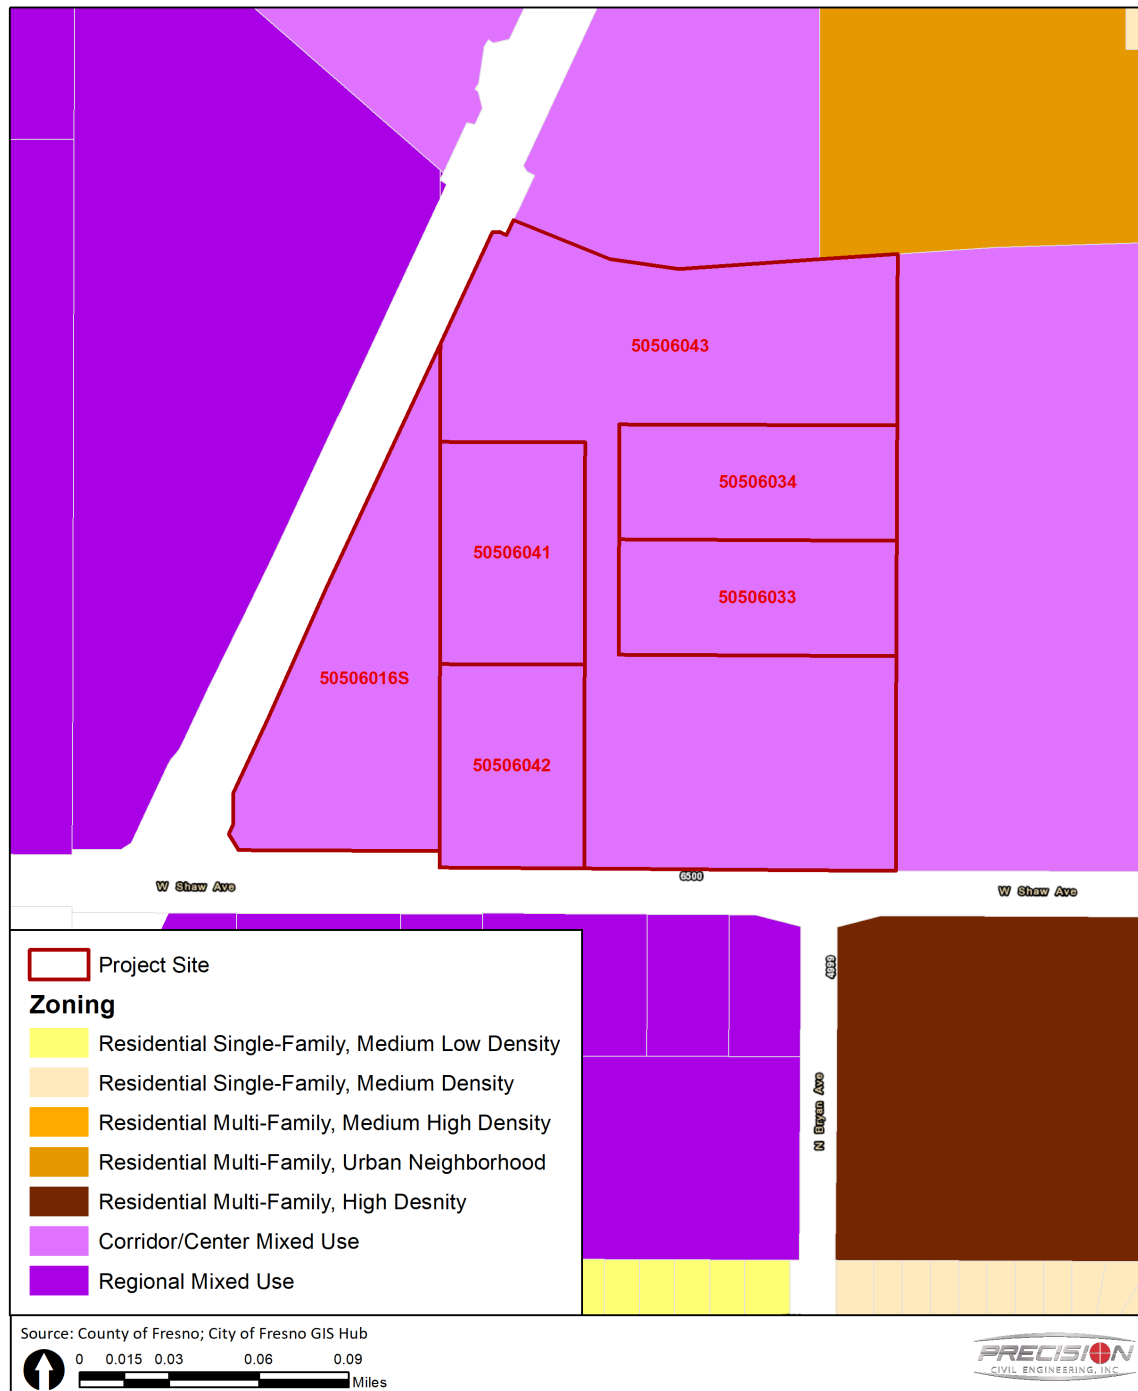 50506043
50506034
50506041
50506033
50506016S
50506042
6500
W Shaw Ave
W Shaw Ave
4999
N Bryan Ave
Project Site
Zoning
Residential Single-Family, Medium Low Density
Residential Single-Family, Medium Density
Residential Multi-Family, Medium High Density
Residential Multi-Family, Urban Neighborhood
Residential Multi-Family, High Desnity
Corridor/Center Mixed Use
Regional Mixed Use
Source: County of Fresno; City of Fresno GIS Hub
0 0.015 0.03 0.06 0.09
Miles
PRECISION
CIVIL ENGINEERING, INC